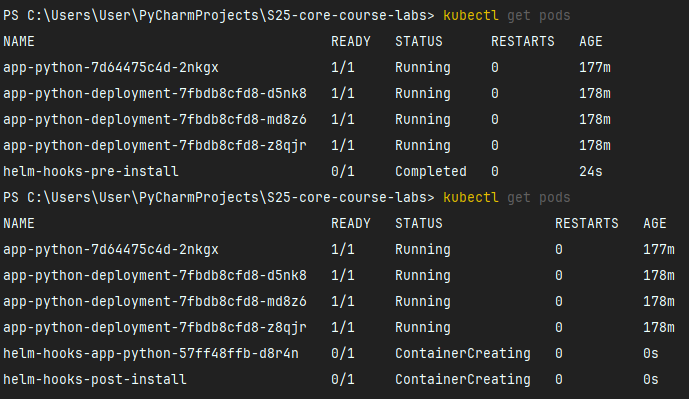 PS C:\Users\User\PyCharmProjects\S25-core-course-labs> kubectl get pods
NAME READY STATUS RESTARTS AGE
app-python-7d64475c4d-2nkgx 1/1 Running 0 177m
app-python-deployment-7fbdb8cfd8-d5nk8 1/1 Running 0 178m
app-python-deployment-7fbdb8cfd8-md8z6 1/1 Running 0 178m
app-python-deployment-7fbdb8cfd8-z8qjr 1/1 Running 0 178m
helm-hooks-pre-install 0/1 Completed 0 24s
PS C:\Users\User\PyCharmProjects\S25-core-course-labs> kubectl get pods
NAME READY STATUS RESTARTS AGE
app-python-7d64475c4d-2nkgx 1/1 Running 0 177m
app-python-deployment-7fbdb8cfd8-d5nk8 1/1 Running 0 178m
app-python-deployment-7fbdb8cfd8-md8z6 1/1 Running 0 178m
app-python-deployment-7fbdb8cfd8-z8qjr 1/1 Running 0 178m
helm-hooks-app-python-57ff48ffb-d8r4n 0/1 ContainerCreating 0 0s
helm-hooks-post-install 0/1 ContainerCreating 0 0s